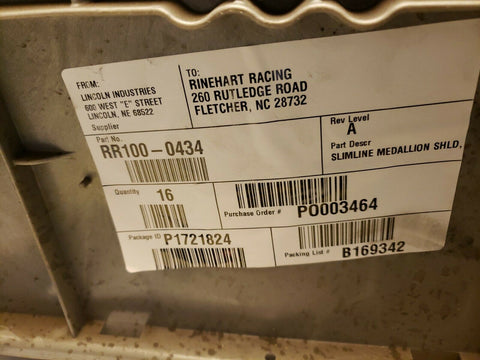 FROM:
LINCOLN INDUSTRIES
600 WEST "E" STREET
LINCOLN, NE 68522
Supplier
TO:
RINEHART RACING
260 RUTLEDGE ROAD
FLETCHER, NC 28732
Part No.
RR100-0434
Rev Level
A
Part Descr
SLIMLINE MEDALLION SHLD.
Quantity 16
Purchase Order # PO003464
Package ID P1721824
Packing List # B169342